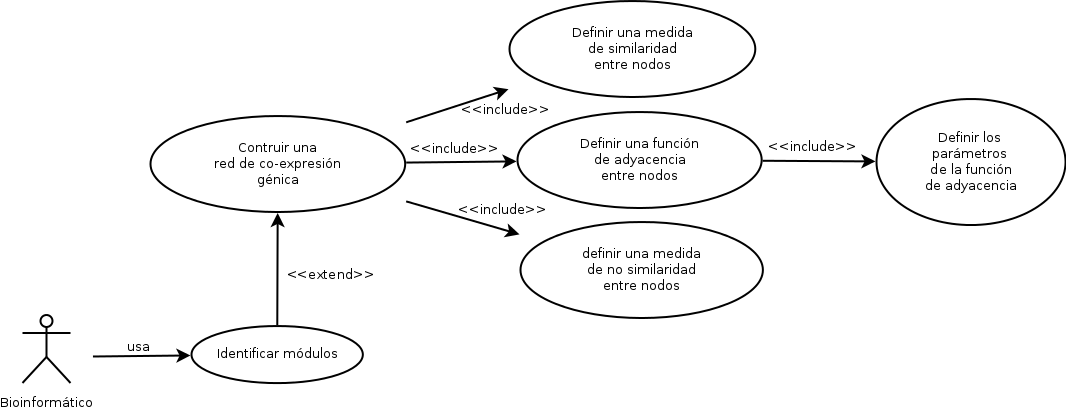 Definir una medida
de similaridad
entre nodos
<<include>>
Contruir una
red de co-expresión
génica
<<include>>
Definir una función
de adyacencia
entre nodos
<<include>>
Definir los
parámetros
de la función
de adyacencia
<<include>>
definir una medida
de no similaridad
entre nodos
<<extend>>
usa
Identificar módulos
Bioinformático